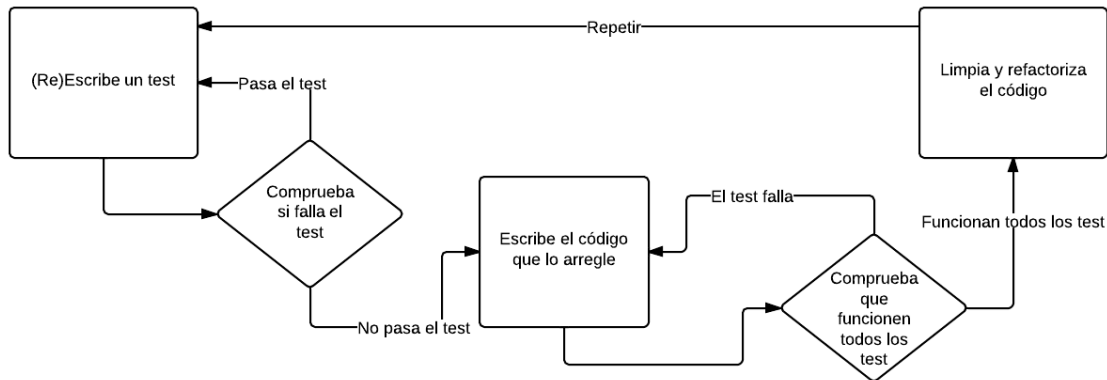 Repetir
(Re)Escribe un test
Pasa el test
Limpia y refactoriza
el código
Comprueba
si falla el
test
No pasa el test
Escribe el código
que lo arregle
El test falla
Comprueba
que
funcionen
todos los
test
Funcionan todos los test